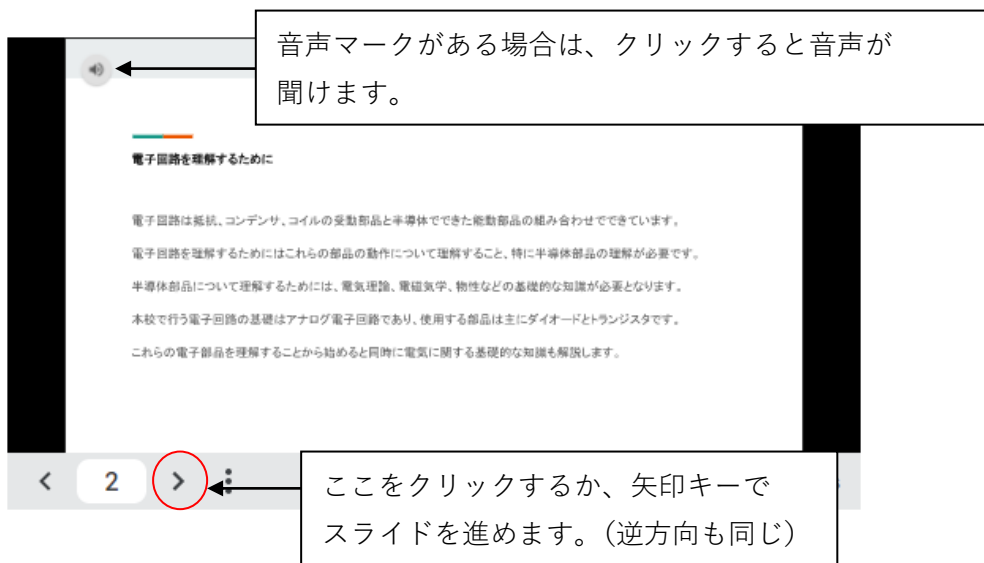 音声マークがある場合は、クリックすると音声が
聞けます。
電子回路を理解するために
電子回路は抵抗、コンデンサ、コイルの受動部品と半導体でできた能動部品の組み合わせでできています。
電子回路を理解するためにはこれらの部品の動作について理解すること、特に半導体部品の理解が必要です。
半導体部品について理解するためには、電気理論、電磁気学、物性などの基礎的な知識が必要となります。
本校で行う電子回路の基礎はアナログ電子回路であり、使用する部品は主にダイオードとトランジスタです。
これらの電子部品を理解することから始めると同時に電気に関する基礎的な知識も解説します。
2
ここをクリックするか、矢印キーで
スライドを進めます。（逆方向も同じ）